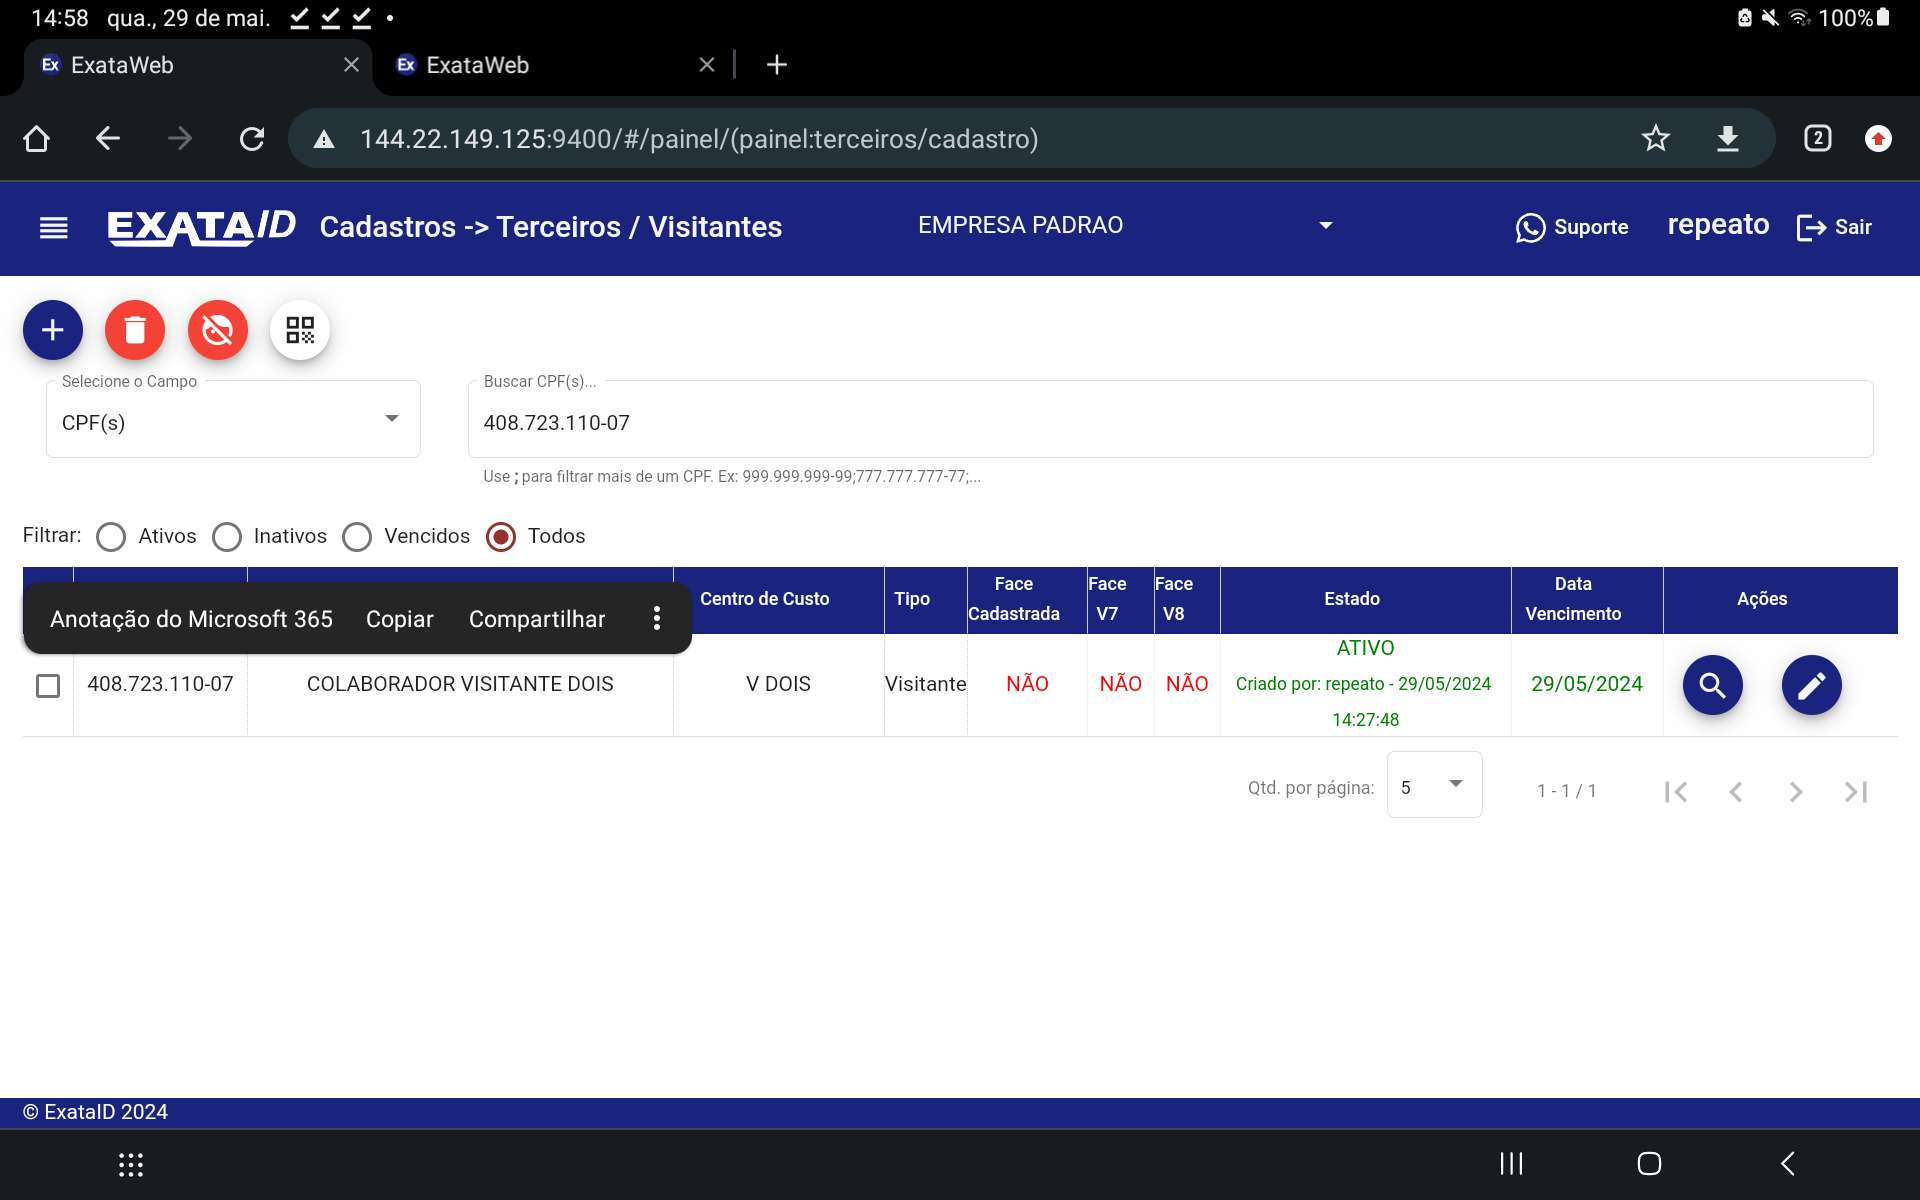 14:58 qua., 29 de mai. 100%
Ex ExataWeb Ex ExataWeb
144.22.149.125:9400/#/painel/(painel:terceiros/cadastro) 2
EXATAID Cadastros -> Terceiros / Visitantes EMPRESA PADRAO Suporte repeato Sair
Selecione o Campo
CPF(s)
Buscar CPF(s)...
408.723.110-07
Use ; para filtrar mais de um CPF. Ex: 999.999.999-99;777.777.777-77;...
Filtrar: Ativos Inativos Vencidos Todos
Anotação do Microsoft 365 Copiar Compartilhar
Centro de Custo Tipo Face Cadastrada Face V7 Face V8 Estado Data Vencimento Ações
408.723.110-07 COLABORADOR VISITANTE DOIS V DOIS Visitante NÃO NÃO NÃO
ATIVO
Criado por: repeato - 29/05/2024
14:27:48
29/05/2024
Qtd. por página: 5 1 - 1 / 1
© ExataID 2024